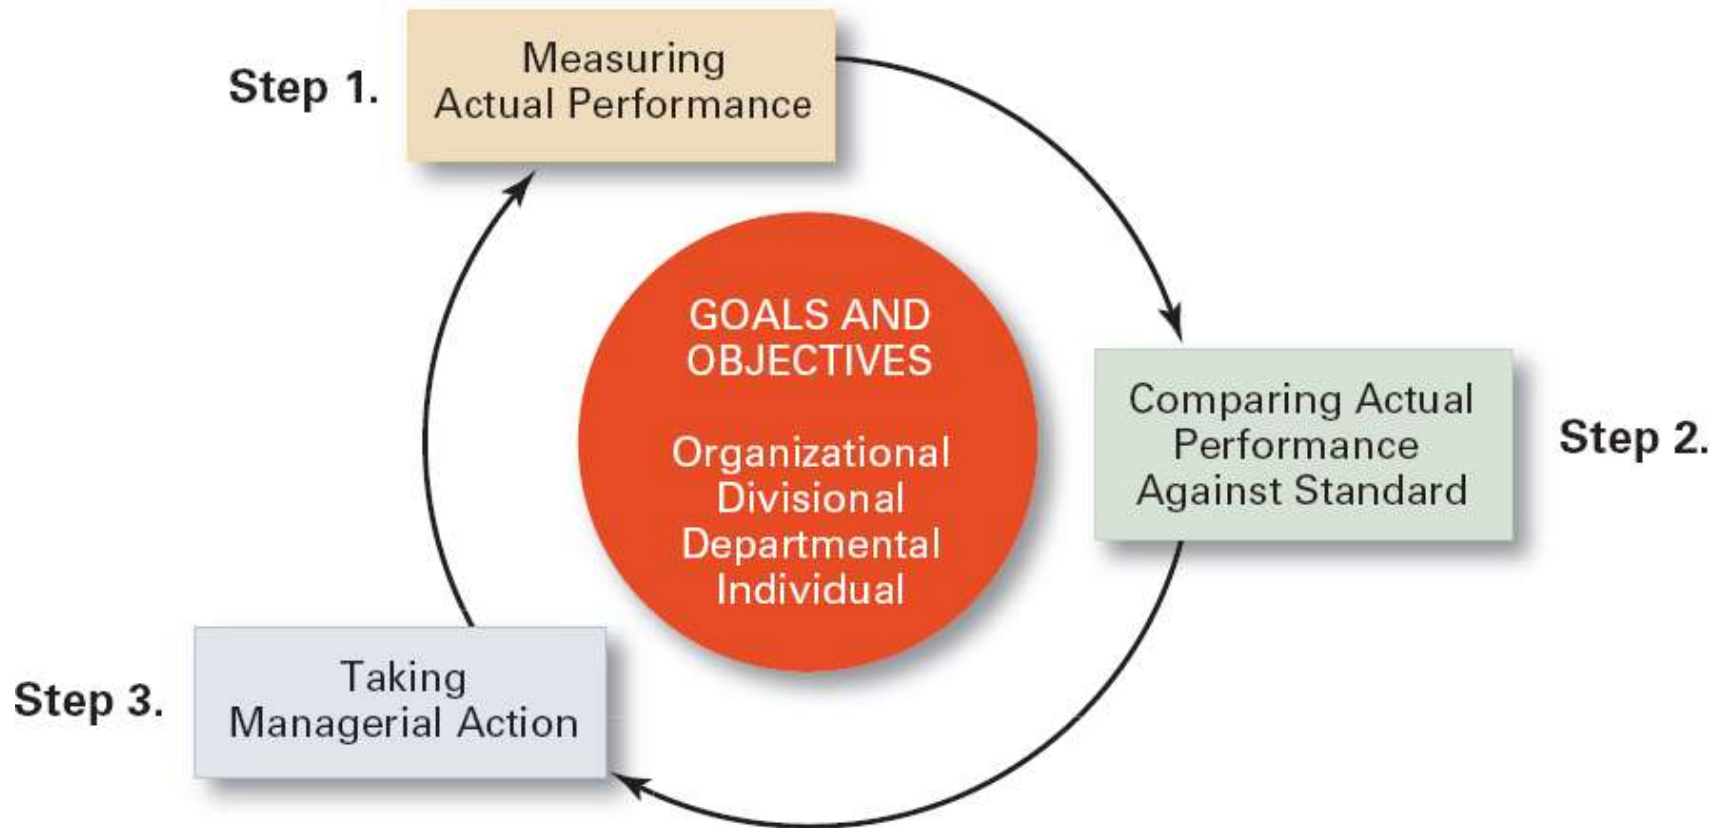 Step 1.
Measuring
Actual Performance
GOALS AND
OBJECTIVES
Organizational
Divisional
Departmental
Individual
Comparing Actual
Performance
Against Standard
Step 2.
Step 3.
Taking
Managerial Action